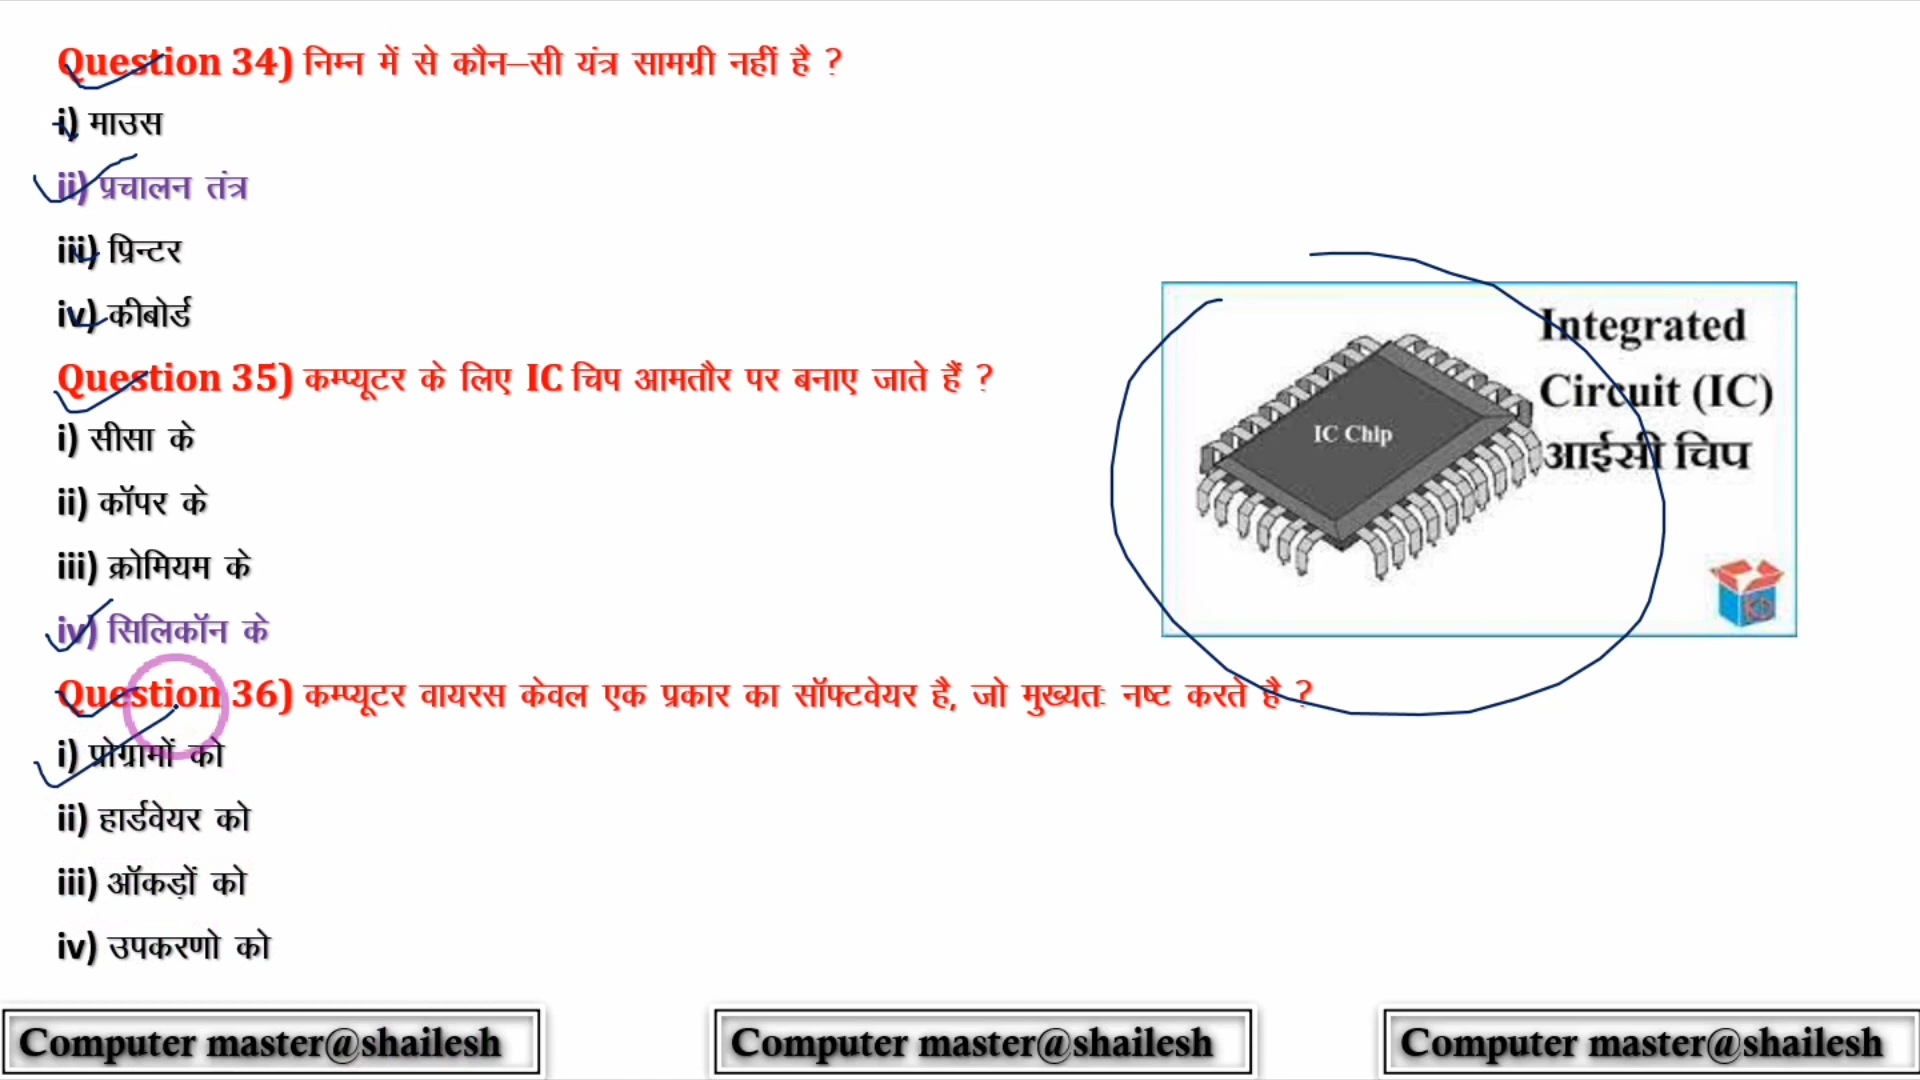 Question 34) निम्न में से कौन–सी यंत्र सामग्री नहीं है ?
i) माउस
ii) प्रचालन तंत्र
iii) प्रिन्टर
iv) कीबोर्ड
Question 35) कम्प्यूटर के लिए IC चिप आमतौर पर बनाए जाते हैं ?
i) सीसा के
ii) कॉपर के
iii) क्रोमियम के
iv) सिलिकॉन के
Integrated
Circuit (IC)
आईसी चिप
IC Chip
Question 36) कम्प्यूटर वायरस केवल एक प्रकार का सॉफ्टवेयर है, जो मुख्यतः नष्ट करते है ?
i) प्रोग्रामों को
ii) हार्डवेयर को
iii) ऑकड़ों को
iv) उपकरणो को
Computer master@shailesh
Computer master@shailesh
Computer master@shailesh